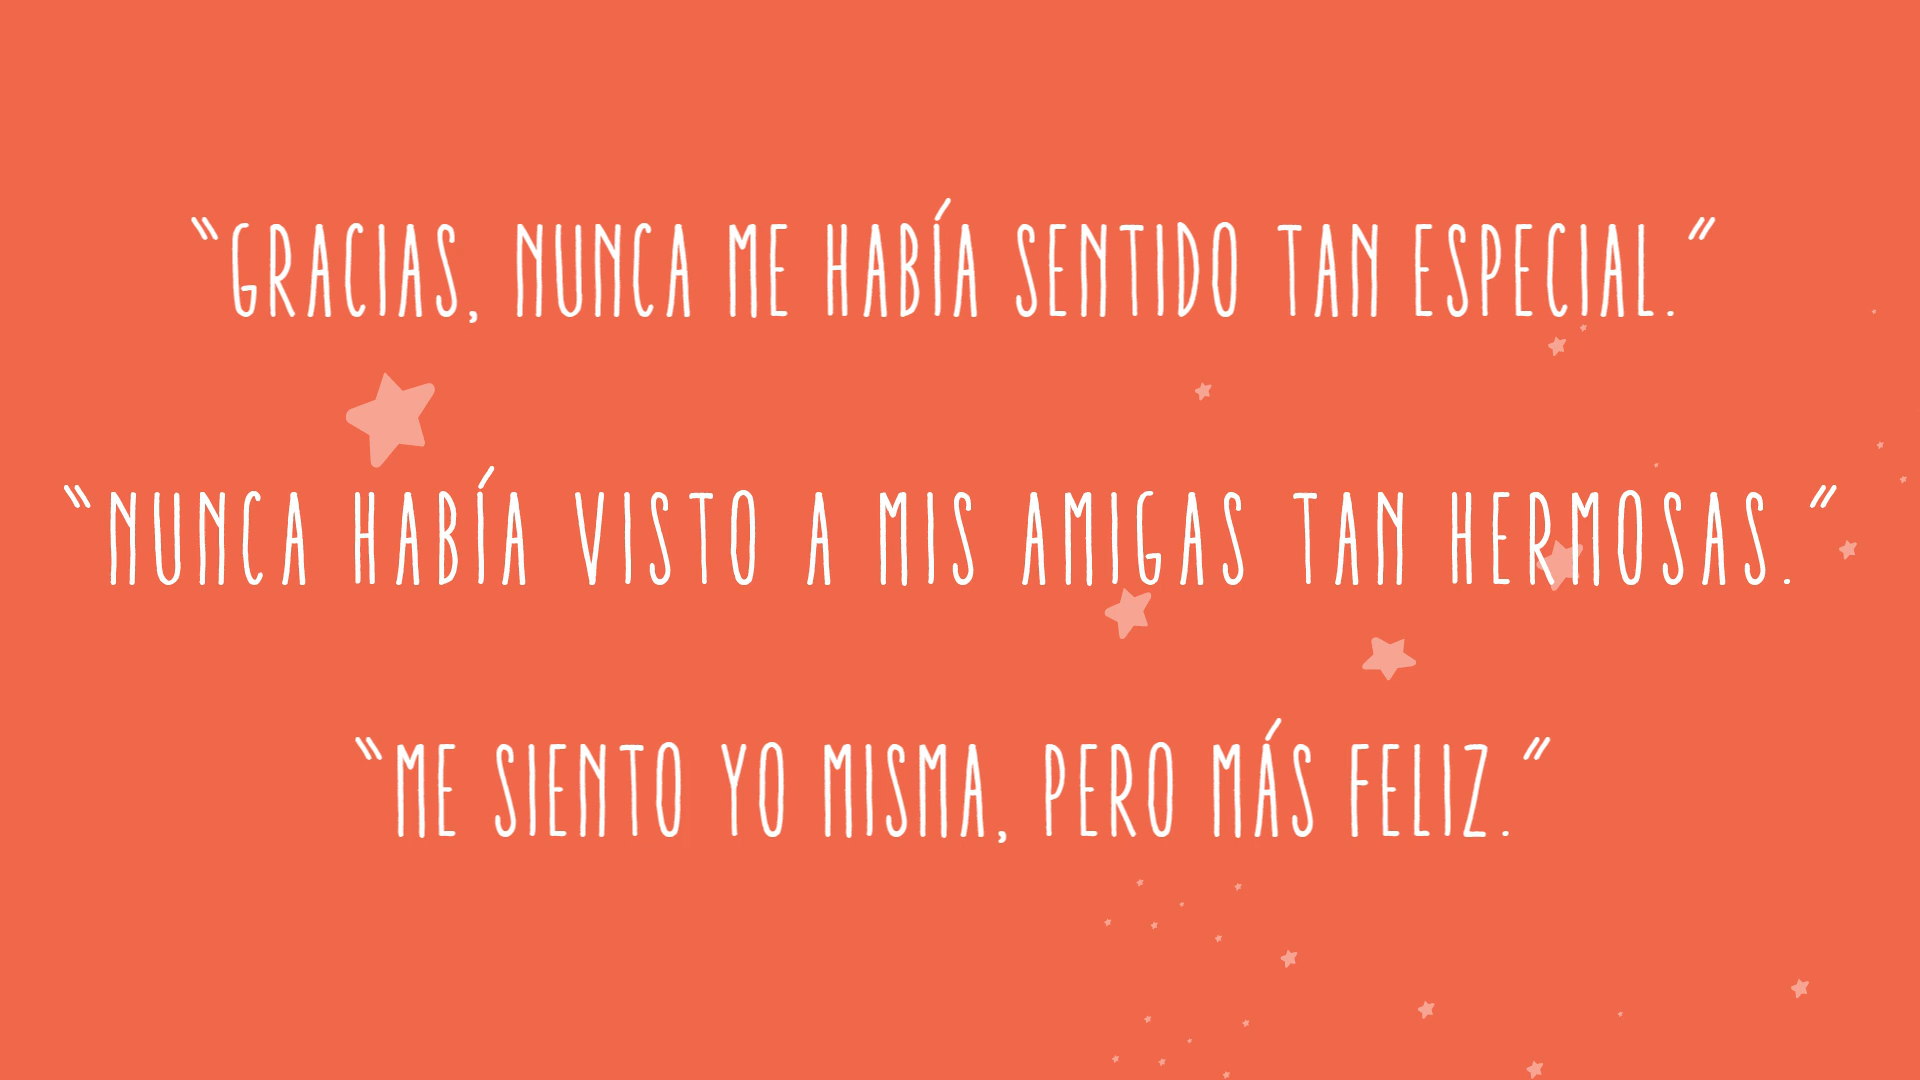 “GRACIAS, NUNCA ME HABÍA SENTIDO TAN ESPECIAL.”
“NUNCA HABÍA VISTO A MIS AMIGAS TAN HERMOSAS.”
“ME SIENTO YO MISMA, PERO MÁS FELIZ.”